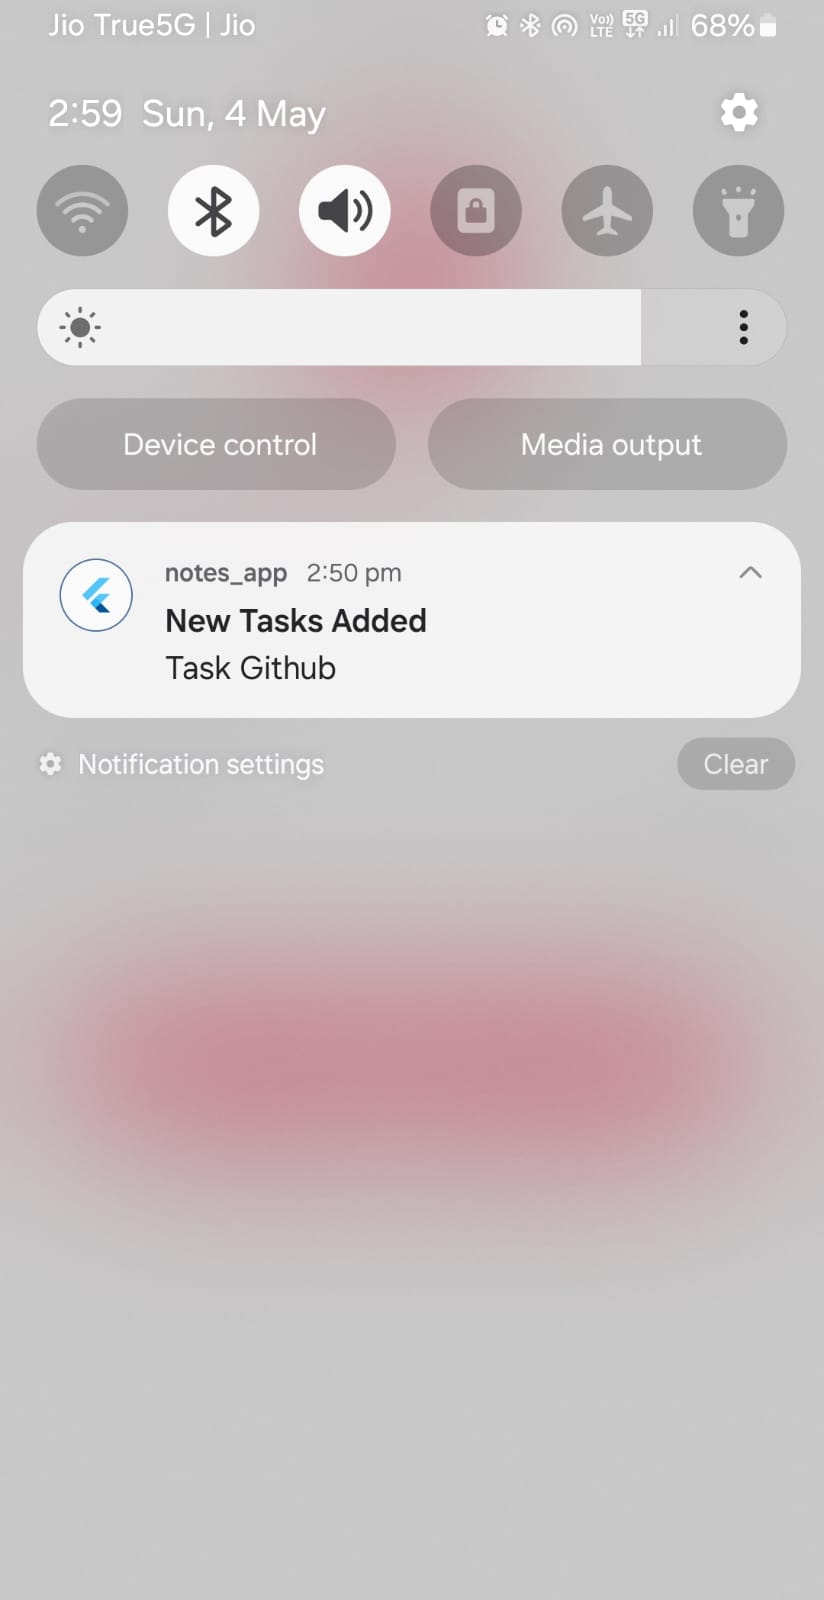 Jio True5G | Jio
Vo)) LTE 5G 68%
2:59 Sun, 4 May
Device control
Media output
notes_app 2:50 pm
New Tasks Added
Task Github
Notification settings
Clear